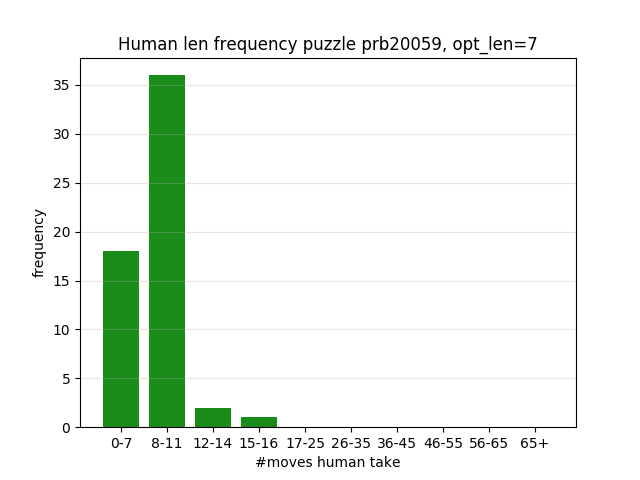 Human len frequency puzzle prb20059, opt_len=7
35
30
25
20
15
10
5
0
frequency
0-7 8-11 12-14 15-16 17-25 26-35 36-45 46-55 56-65 65+
#moves human take